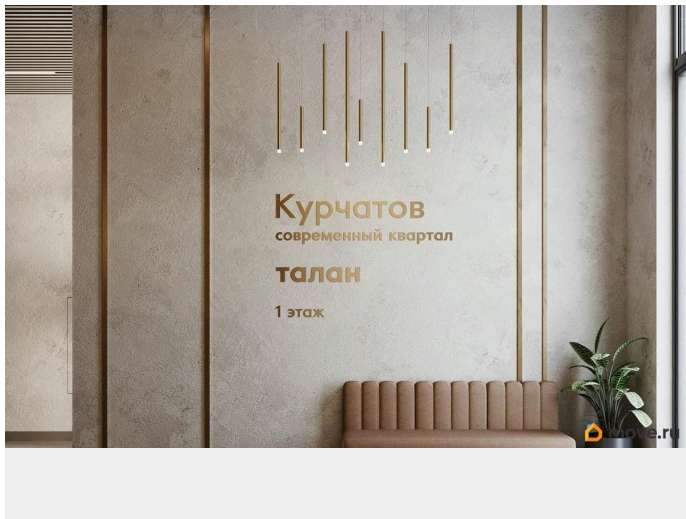 Курчатов
современный квартал
талан
1 этаж
Move.ru